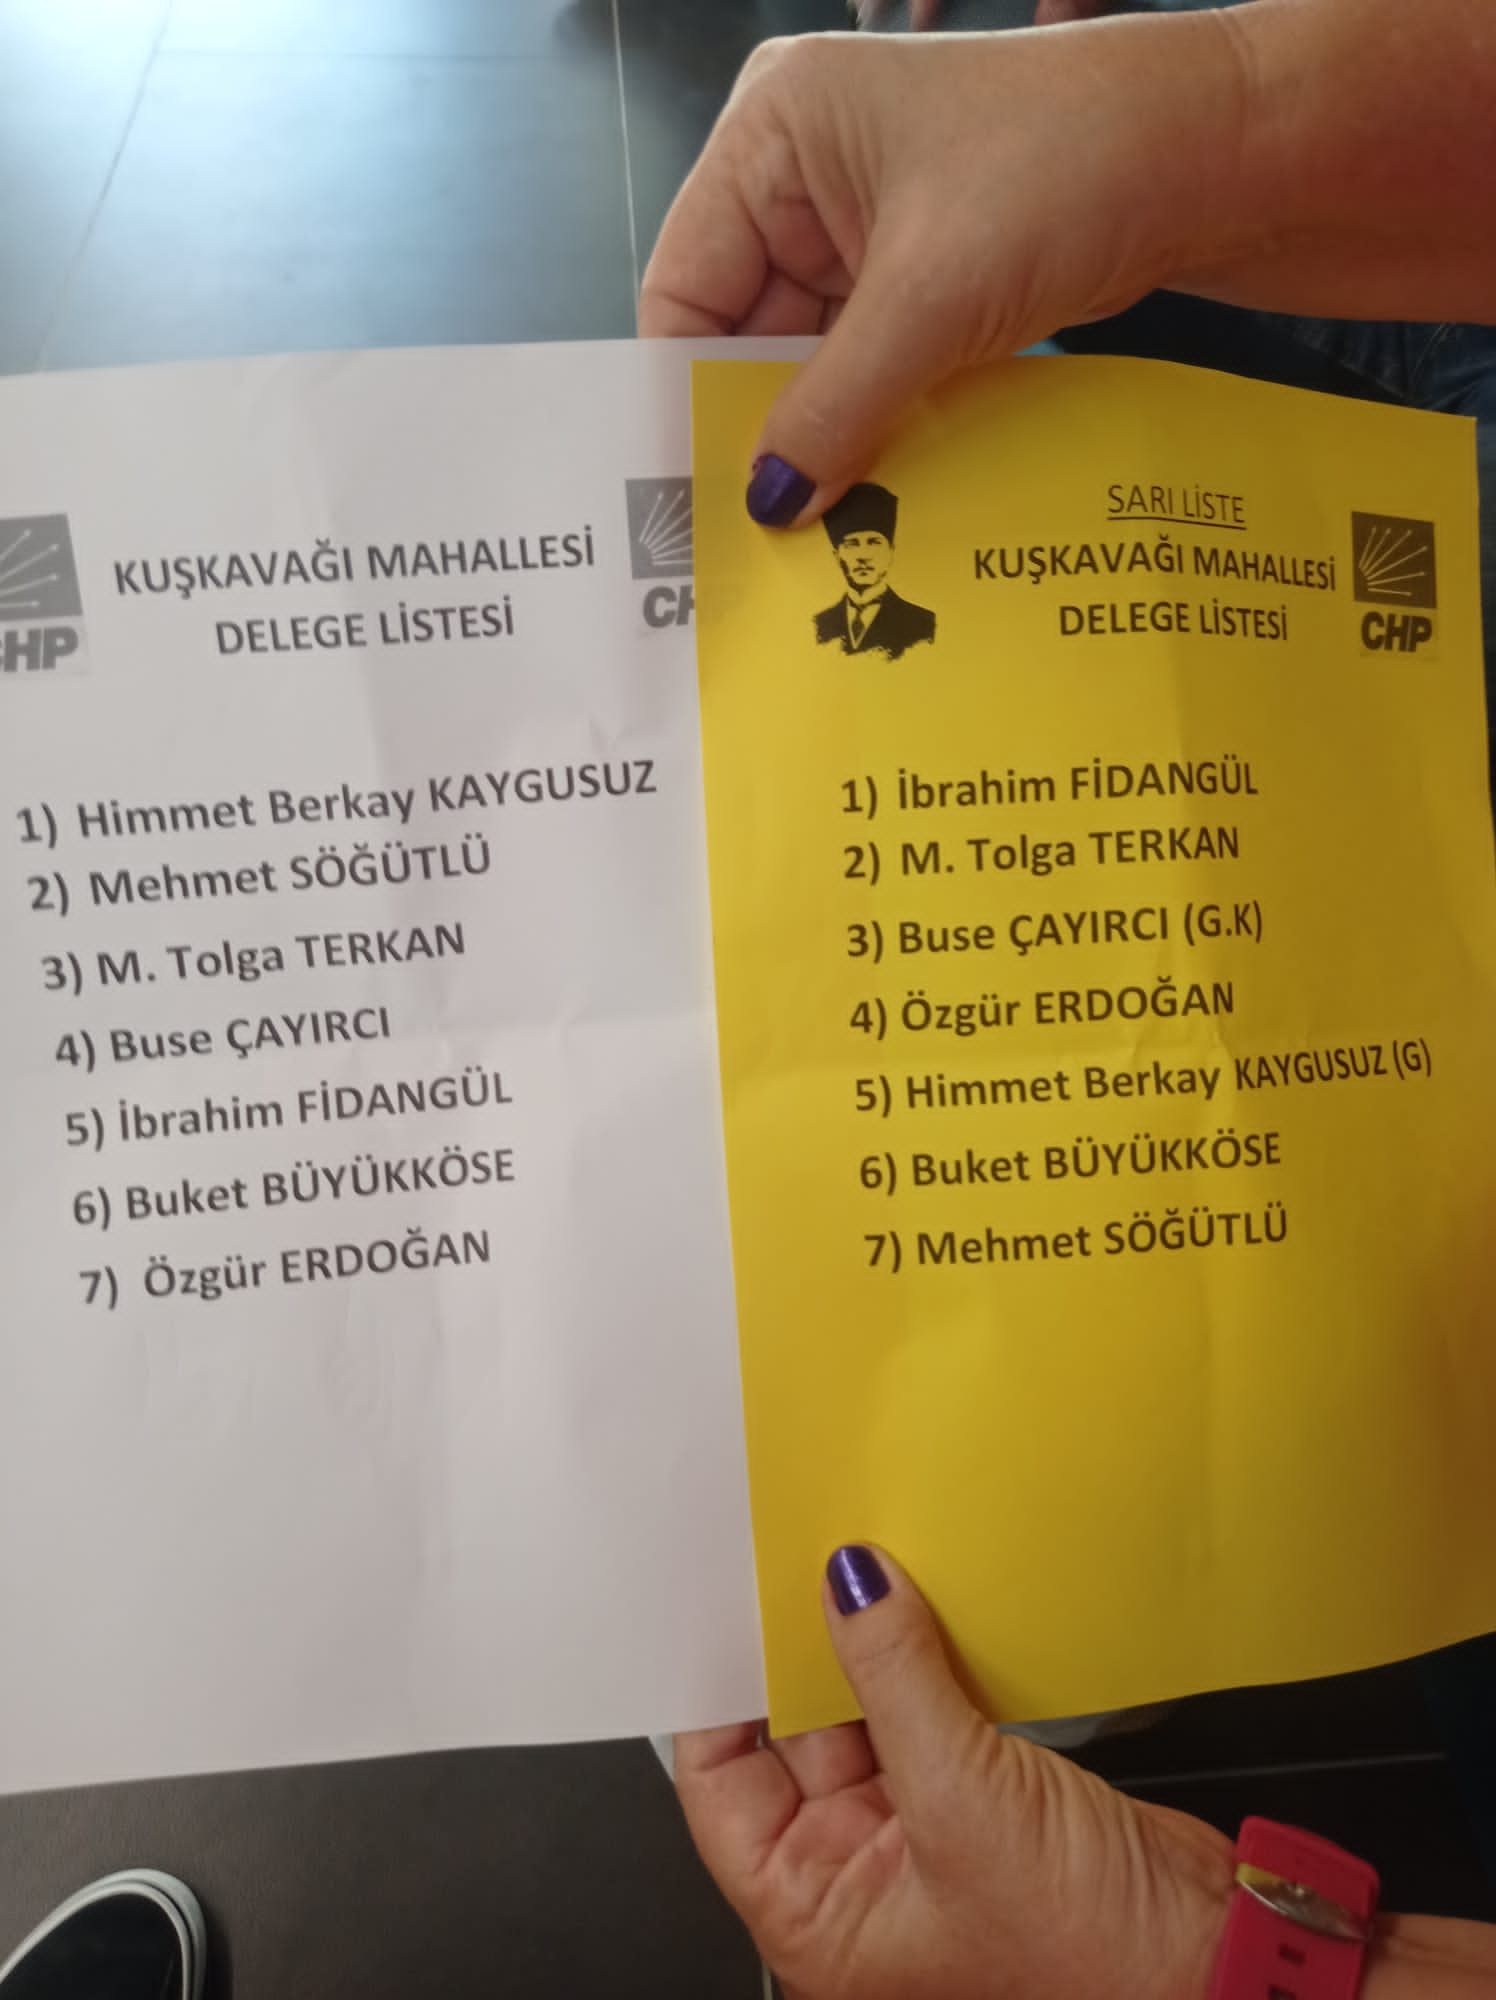 CHP
KUŞKAVAĞI MAHALLESİ
DELEGE LİSTESİ
1) Himmet Berkay KAYGUSUZ
2) Mehmet SÖĞÜTLÜ
3) M. Tolga TERKAN
4) Buse ÇAYIRCI
5) İbrahim FİDANGÜL
6) Buket BÜYÜKKÖSE
7) Özgür ERDOĞAN
SARI LİSTE
KUŞKAVAĞI MAHALLESİ
DELEGE LİSTESİ
CHP
1) İbrahim FİDANGÜL
2) M. Tolga TERKAN
3) Buse ÇAYIRCI (G.K)
4) Özgür ERDOĞAN
5) Himmet Berkay KAYGUSUZ (G)
6) Buket BÜYÜKKÖSE
7) Mehmet SÖĞÜTLÜ